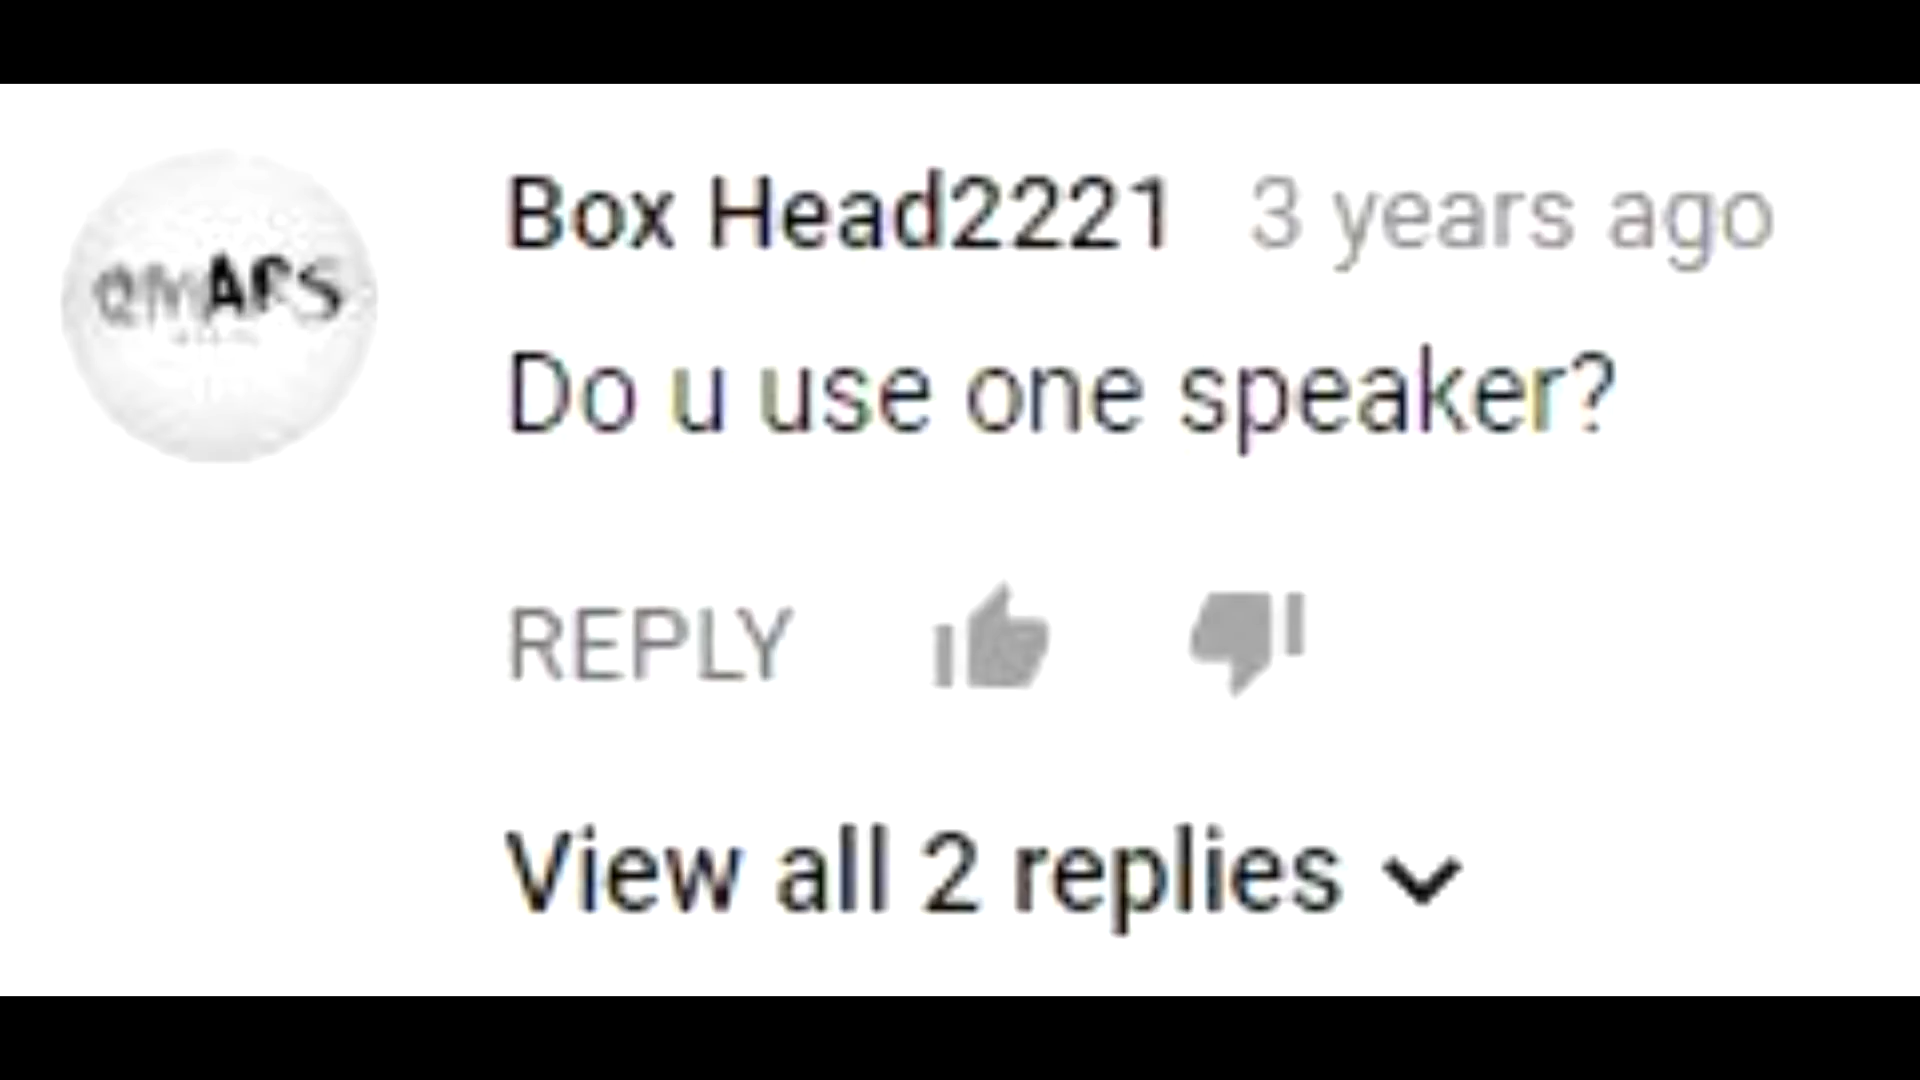 Box Head2221 3 years ago
Do u use one speaker?
REPLY
View all 2 replies